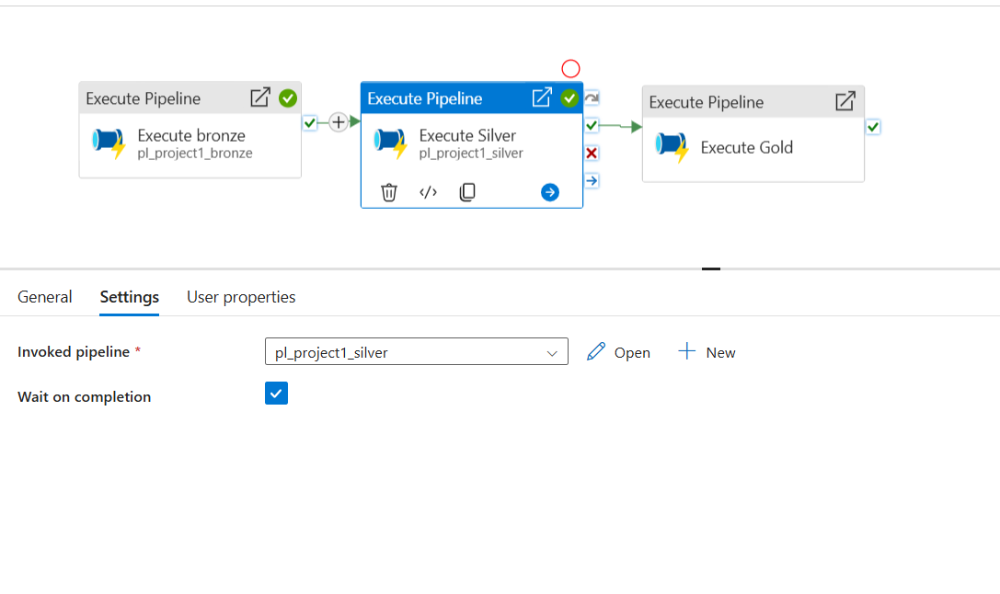 Execute Pipeline
Execute bronze
pl_project1_bronze
Execute Pipeline
Execute Silver
pl_project1_silver
Execute Pipeline
Execute Gold
General Settings User properties
Invoked pipeline * pl_project1_silver Open New
Wait on completion